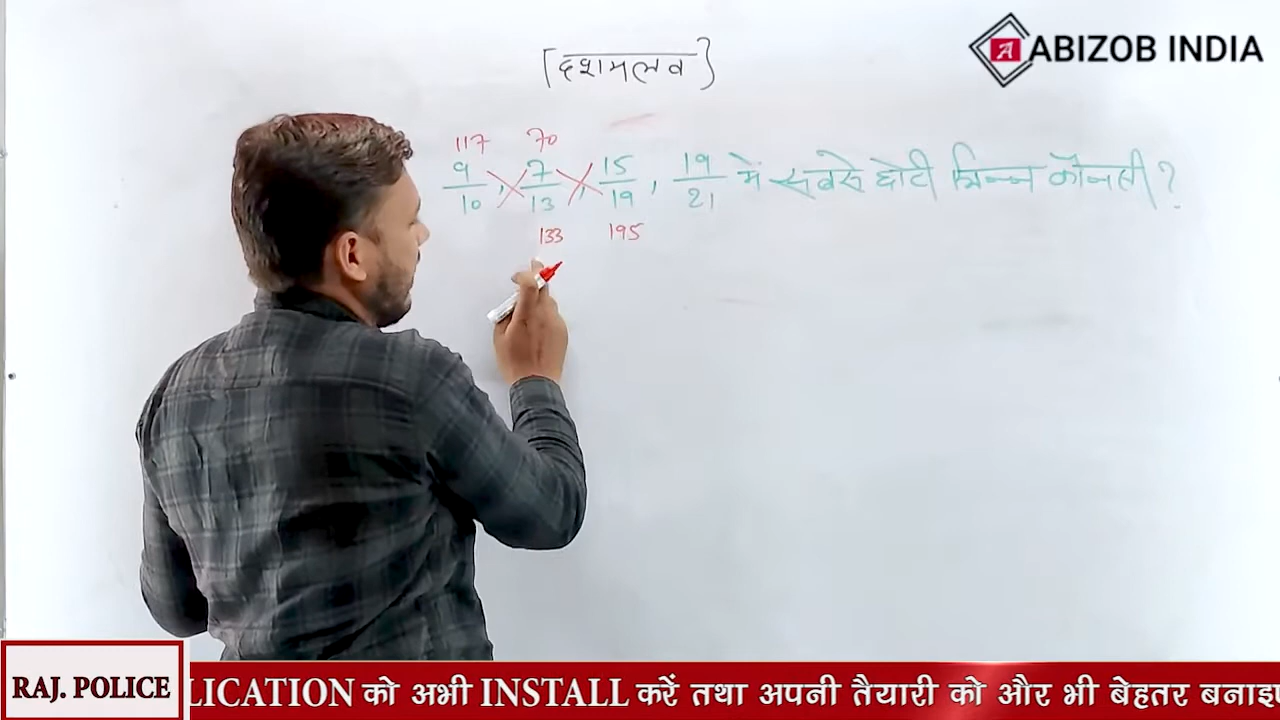 ABIZOB INDIA
[दशमलव}
117 70
9/10, 7/13, 15/19, 19/21 में सबसे छोटी भिन्न कौनसी?
133 195
RAJ. POLICE
LICATION को अभी INSTALL करें तथा अपनी तैयारी को और भी बेहतर बनाइ